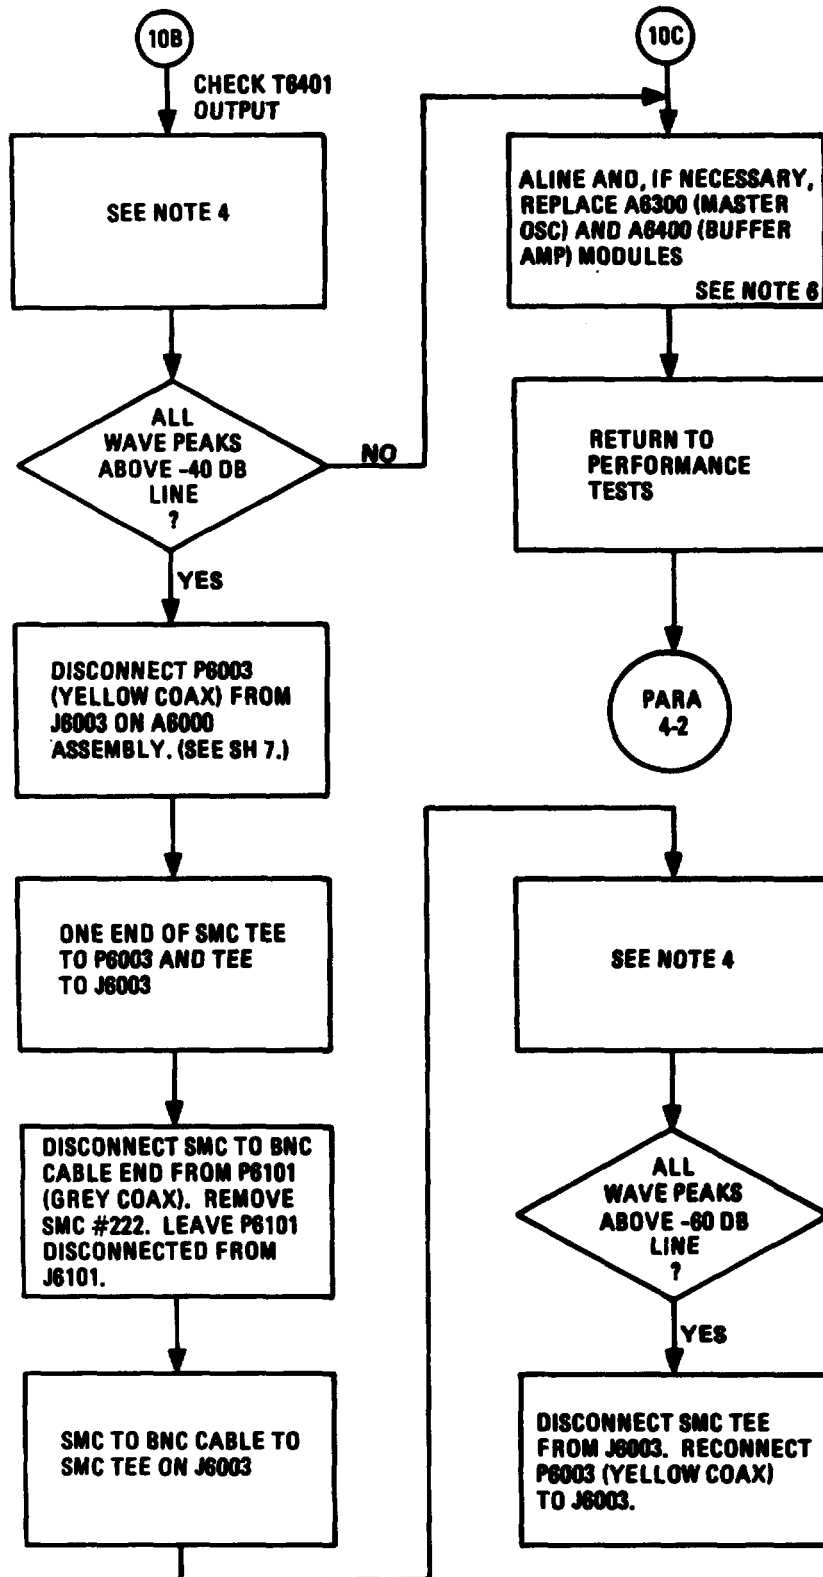 10B
CHECK T6401
OUTPUT
SEE NOTE 4
ALL
WAVE PEAKS
ABOVE -40 DB
LINE
?
NO
YES
DISCONNECT P6003
(YELLOW COAX) FROM
J6003 ON A6000
ASSEMBLY. (SEE SH 7.)
ONE END OF SMC TEE
TO P6003 AND TEE
TO J6003
DISCONNECT SMC TO BNC
CABLE END FROM P6101
(GREY COAX). REMOVE
SMC #222. LEAVE P6101
DISCONNECTED FROM
J6101.
SMC TO BNC CABLE TO
SMC TEE ON J6003
10C
ALINE AND, IF NECESSARY,
REPLACE A6300 (MASTER
OSC) AND A6400 (BUFFER
AMP) MODULES
SEE NOTE 6
RETURN TO
PERFORMANCE
TESTS
PARA
4-2
SEE NOTE 4
ALL
WAVE PEAKS
ABOVE -60 DB
LINE
?
YES
DISCONNECT SMC TEE
FROM J6003. RECONNECT
P6003 (YELLOW COAX)
TO J6003.